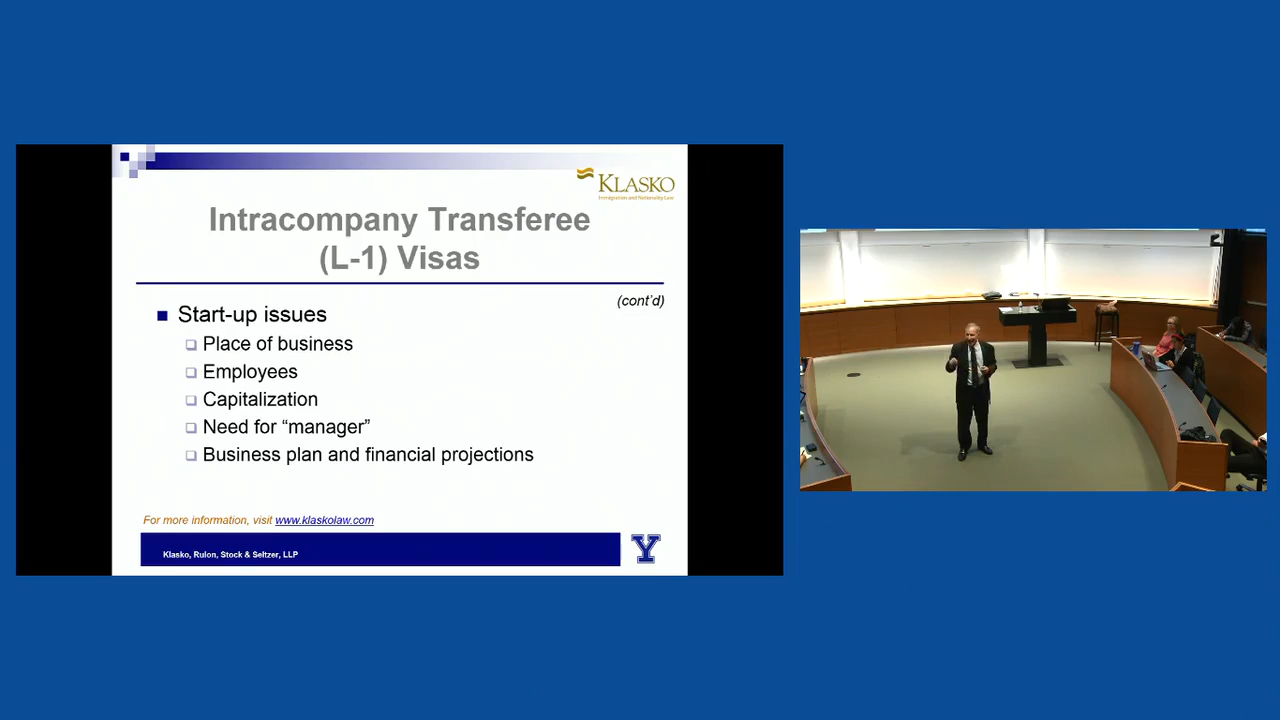 KLASKO
Immigration and Nationality Law
Intracompany Transferee
(L-1) Visas
(cont'd)
Start-up issues
Place of business
Employees
Capitalization
Need for “manager”
Business plan and financial projections
For more information, visit www.klaskolaw.com
Klasko, Rulon, Stock & Seltzer, LLP
Y